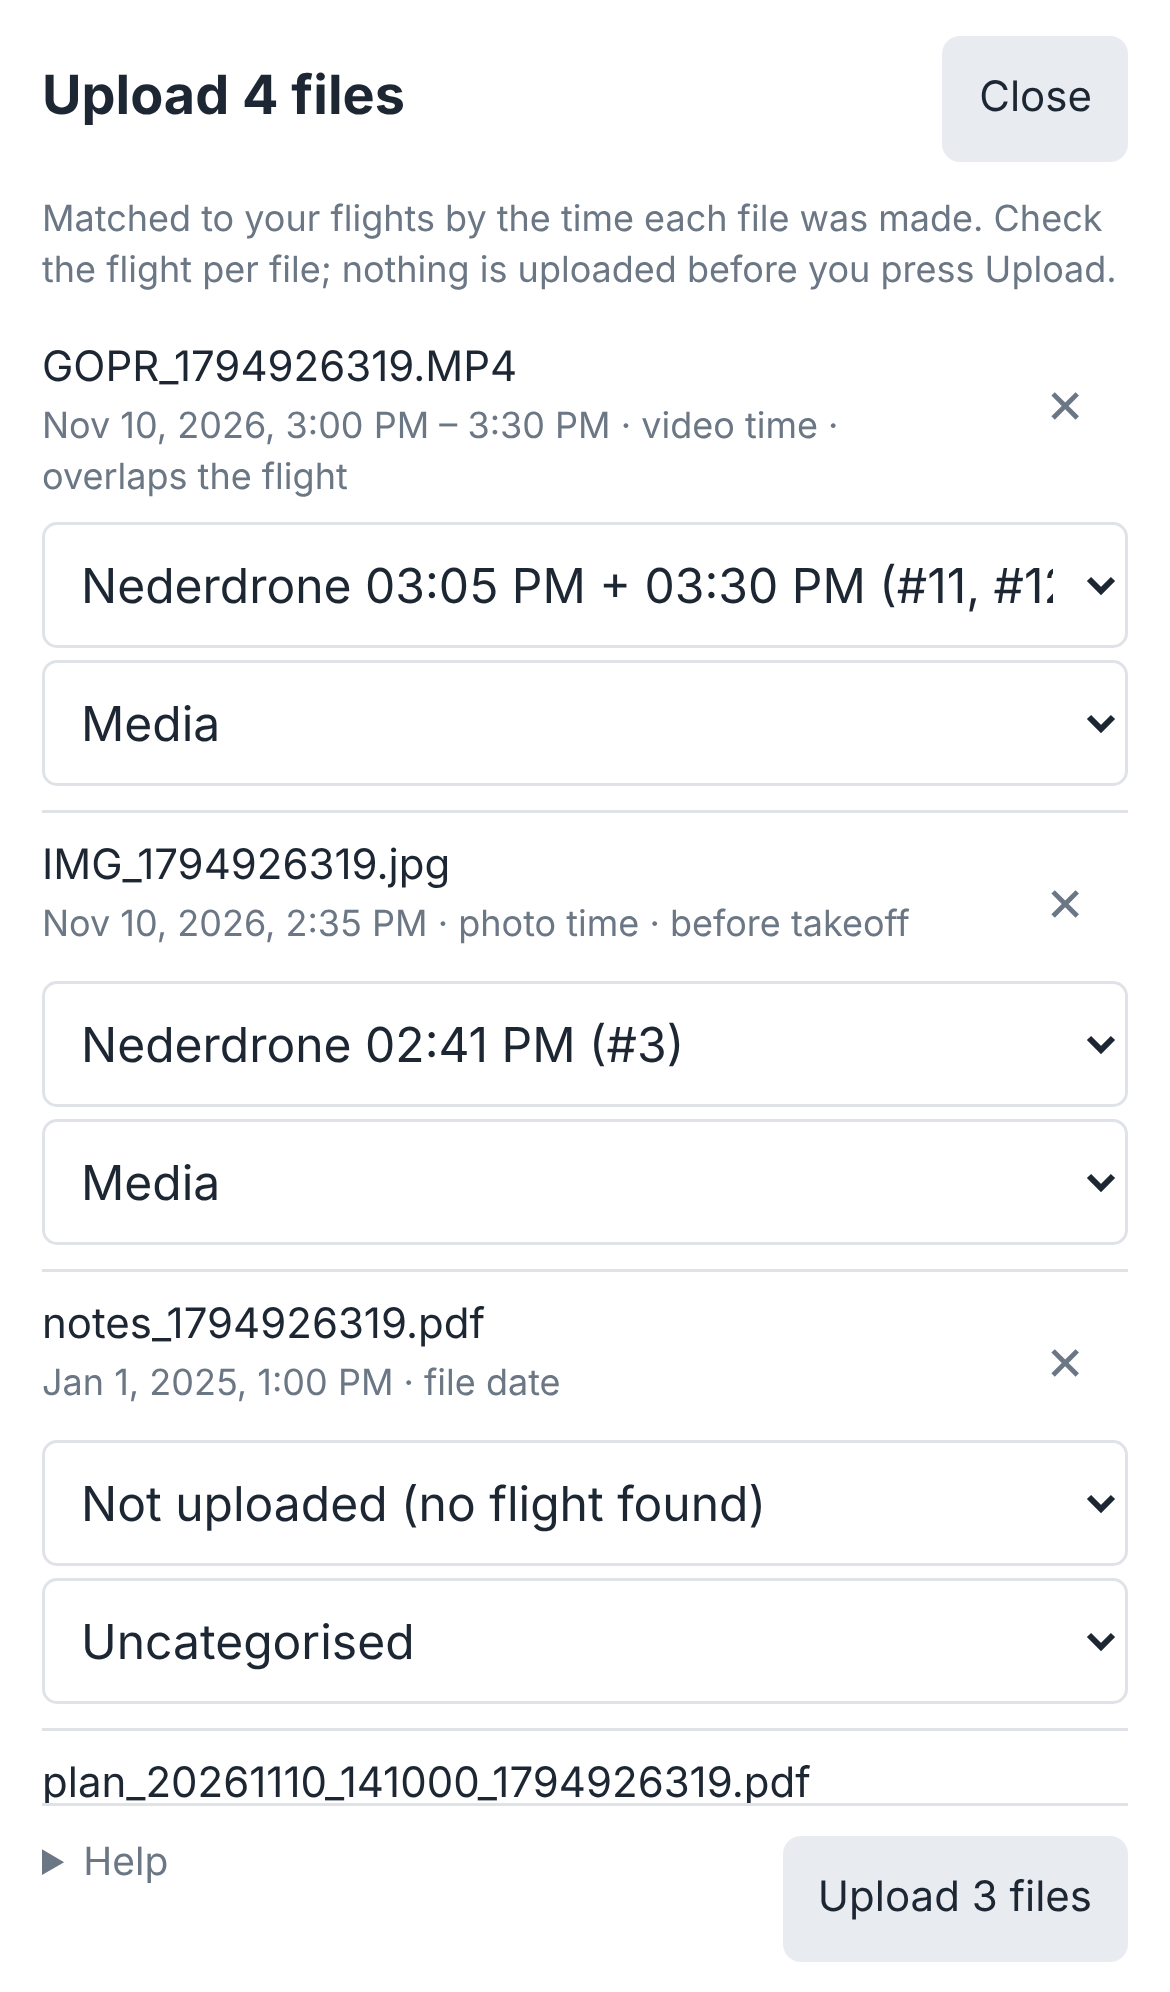 Upload 4 files
Close
Matched to your flights by the time each file was made. Check
the flight per file; nothing is uploaded before you press Upload.
GOPR_1794926319.MP4
Nov 10, 2026, 3:00 PM – 3:30 PM · video time ·
overlaps the flight
✕
Nederdrone 03:05 PM + 03:30 PM (#11, #12
Media
IMG_1794926319.jpg
Nov 10, 2026, 2:35 PM · photo time · before takeoff
✕
Nederdrone 02:41 PM (#3)
Media
notes_1794926319.pdf
Jan 1, 2025, 1:00 PM · file date
✕
Not uploaded (no flight found)
Uncategorised
plan_20261110_141000_1794926319.pdf
Help
Upload 3 files